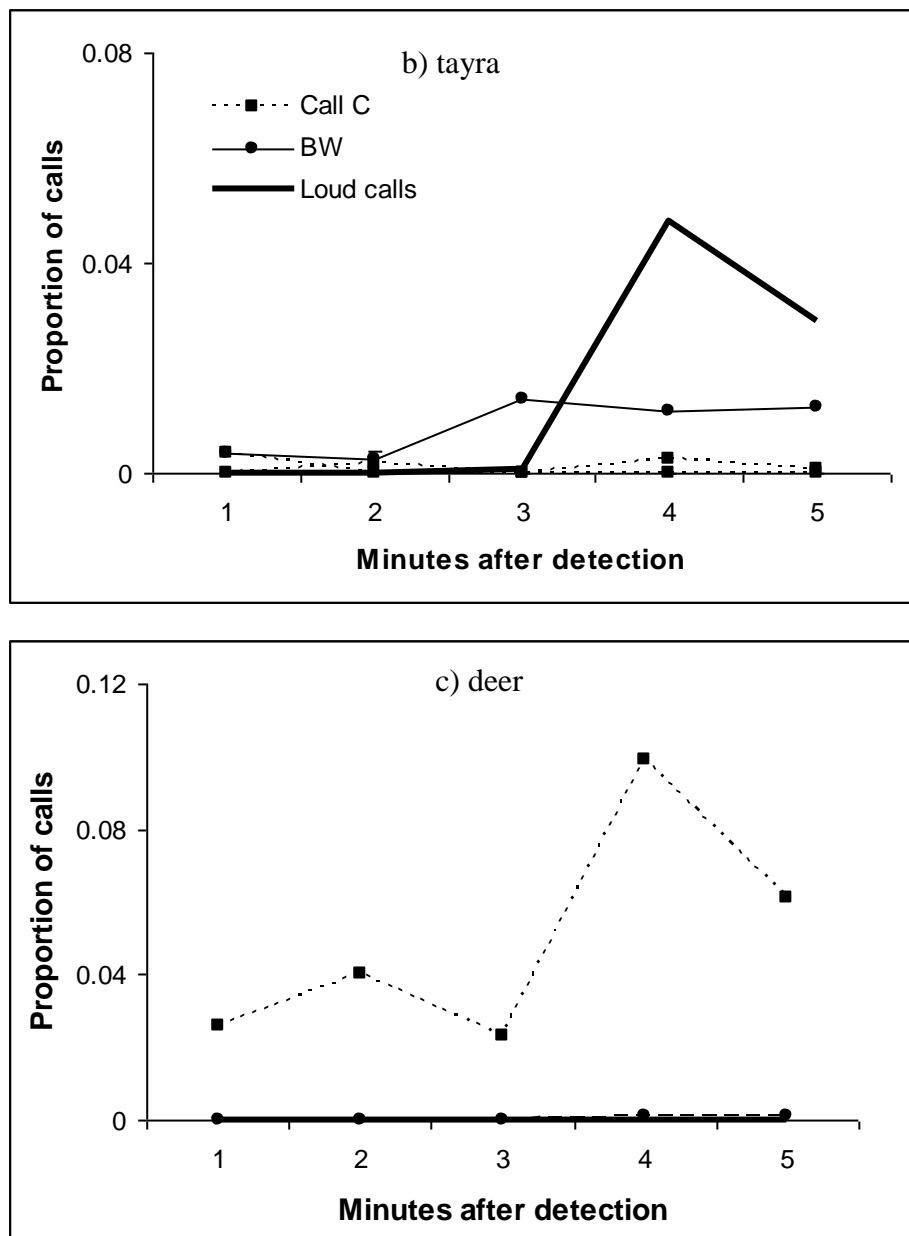 b) tayra
Call C
BW
Loud calls
0.08
0.04
0
Proportion of calls
1 2 3 4 5
Minutes after detection
c) deer
0.12
0.08
0.04
0
Proportion of calls
1 2 3 4 5
Minutes after detection